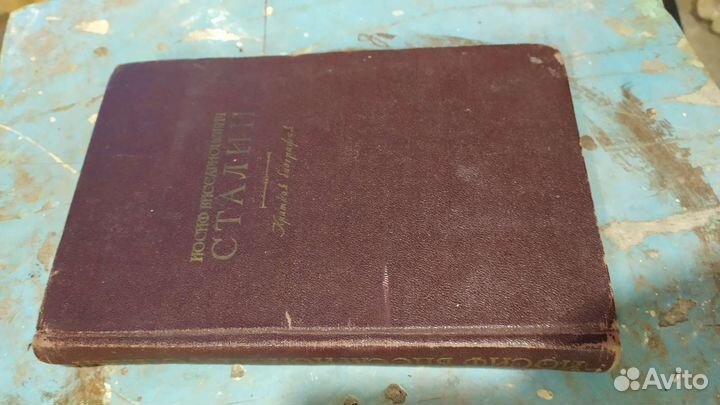 ИОСИФ ВИССАРИОНОВИЧ
СТАЛИН
Краткая биография
ИОСИФ ВИССАРИОНОВИЧ
Avito